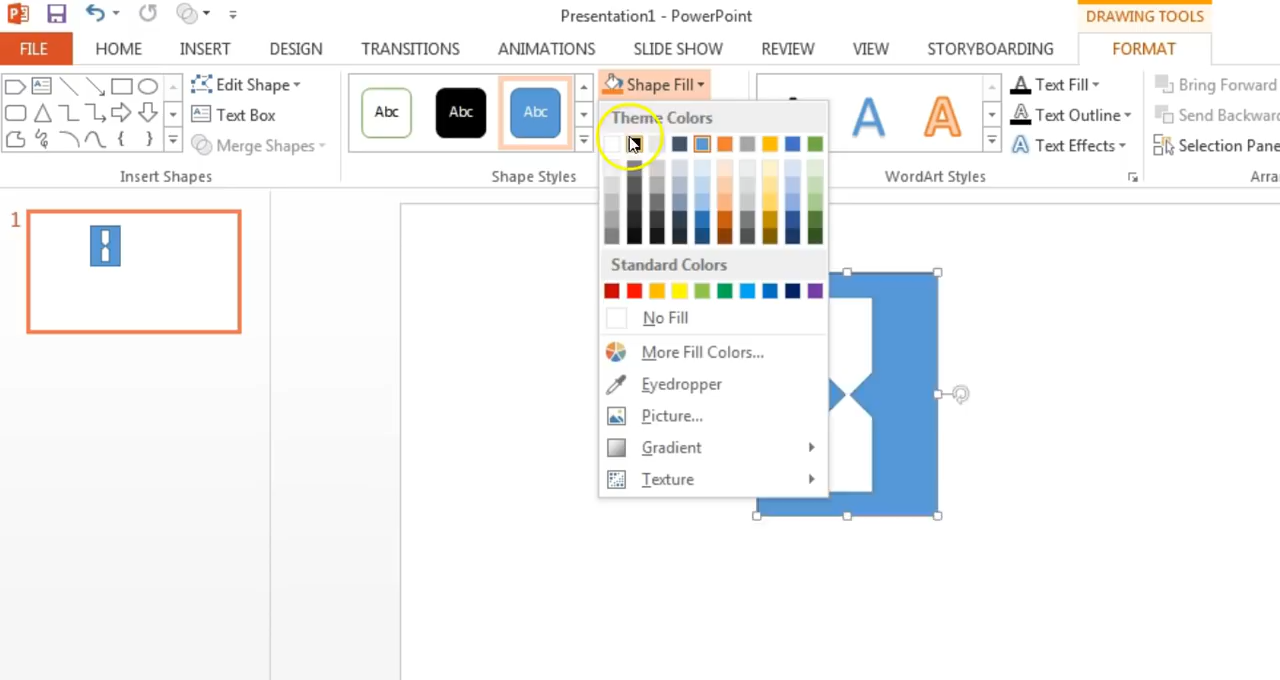 Presentation1 - PowerPoint
DRAWING TOOLS
FILE HOME INSERT DESIGN TRANSITIONS ANIMATIONS SLIDE SHOW REVIEW VIEW STORYBOARDING FORMAT
Edit Shape
Text Box
Merge Shapes
Insert Shapes
Abc Abc Abc
Shape Styles
Shape Fill
Theme Colors
Standard Colors
No Fill
More Fill Colors...
Eyedropper
Picture...
Gradient
Texture
A A
WordArt Styles
A Text Fill
A Text Outline
A Text Effects
Bring Forward
Send Backward
Selection Pane
1